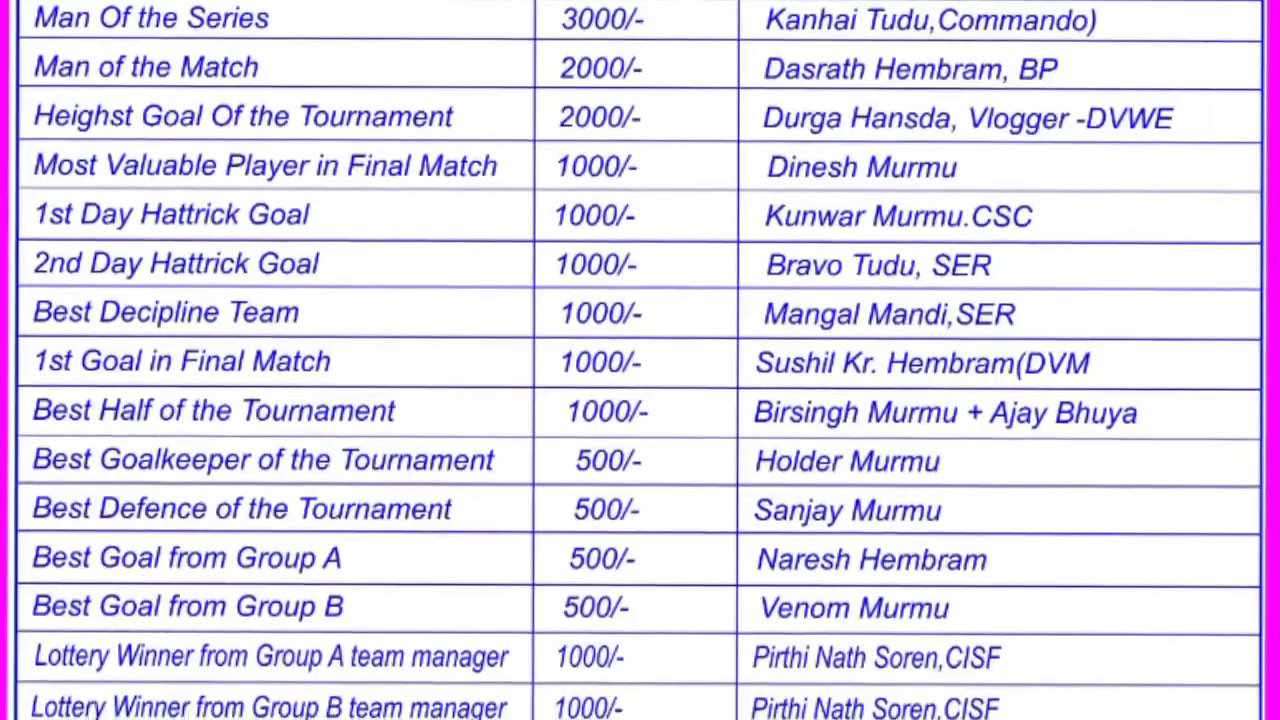 Man Of the Series 3000/- Kanhai Tudu,Commando)
Man of the Match 2000/- Dasrath Hembram, BP
Heighst Goal Of the Tournament 2000/- Durga Hansda, Vlogger -DVWE
Most Valuable Player in Final Match 1000/- Dinesh Murmu
1st Day Hattrick Goal 1000/- Kunwar Murmu.CSC
2nd Day Hattrick Goal 1000/- Bravo Tudu, SER
Best Decipline Team 1000/- Mangal Mandi,SER
1st Goal in Final Match 1000/- Sushil Kr. Hembram(DVM
Best Half of the Tournament 1000/- Birsingh Murmu + Ajay Bhuya
Best Goalkeeper of the Tournament 500/- Holder Murmu
Best Defence of the Tournament 500/- Sanjay Murmu
Best Goal from Group A 500/- Naresh Hembram
Best Goal from Group B 500/- Venom Murmu
Lottery Winner from Group A team manager 1000/- Pirthi Nath Soren,CISF
Lottery Winner from Group B team manager 1000/- Pirthi Nath Soren,CISF